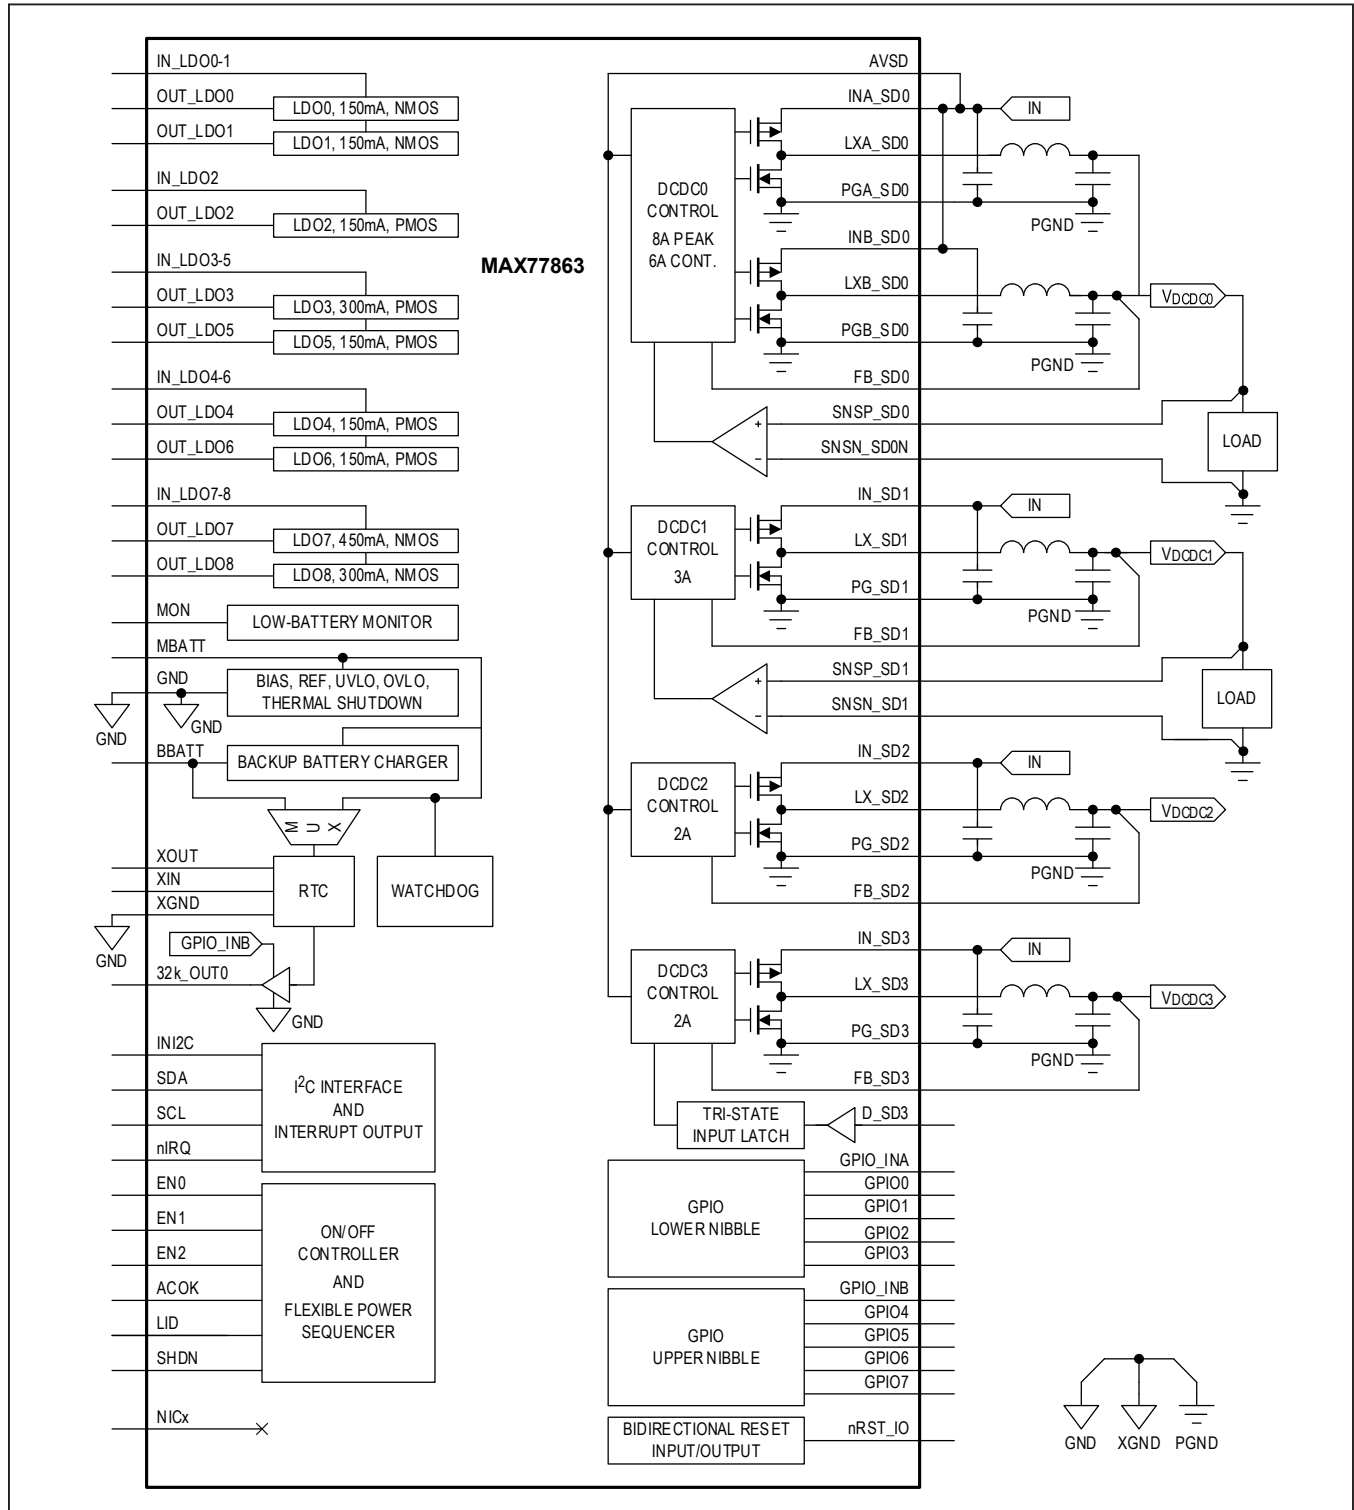 IN_LDO0-1
OUT_LDO0
LDO0, 150mA, NMOS
OUT_LDO1
LDO1, 150mA, NMOS
IN_LDO2
OUT_LDO2
LDO2, 150mA, PMOS
IN_LDO3-5
OUT_LDO3
LDO3, 300mA, PMOS
OUT_LDO5
LDO5, 150mA, PMOS
IN_LDO4-6
OUT_LDO4
LDO4, 150mA, PMOS
OUT_LDO6
LDO6, 150mA, PMOS
IN_LDO7-8
OUT_LDO7
LDO7, 450mA, NMOS
OUT_LDO8
LDO8, 300mA, NMOS
MON
LOW-BATTERY MONITOR
MBATT
GND
BIAS, REF, UVLO, OVLO,
THERMAL SHUTDOWN
GND
GND
BBATT
BACKUP BATTERY CHARGER
MUX
XOUT
XIN
XGND
RTC
WATCHDOG
GND
GPIO_INB
32k_OUT0
GND
INI2C
SDA
SCL
nIRQ
I2C INTERFACE
AND
INTERRUPT OUTPUT
EN0
EN1
EN2
ACOK
LID
SHDN
ON/OFF
CONTROLLER
AND
FLEXIBLE POWER
SEQUENCER
NICx
MAX77863
AVSD
INA_SD0
IN
LXA_SD0
PGA_SD0
PGND
DCDC0
CONTROL
8A PEAK
6A CONT.
INB_SD0
LXB_SD0
VDCDC0
PGB_SD0
PGND
FB_SD0
SNSP_SD0
+
SNSN_SD0N
−
LOAD
IN_SD1
IN
DCDC1
CONTROL
3A
LX_SD1
VDCDC1
PG_SD1
PGND
FB_SD1
SNSP_SD1
+
SNSN_SD1
−
LOAD
IN_SD2
IN
DCDC2
CONTROL
2A
LX_SD2
VDCDC2
PG_SD2
PGND
FB_SD2
IN_SD3
IN
DCDC3
CONTROL
2A
LX_SD3
VDCDC3
PG_SD3
PGND
FB_SD3
TRI-STATE
INPUT LATCH
D_SD3
GPIO
LOWER NIBBLE
GPIO_INA
GPIO0
GPIO1
GPIO2
GPIO3
GPIO
UPPER NIBBLE
GPIO_INB
GPIO4
GPIO5
GPIO6
GPIO7
BIDIRECTIONAL RESET
INPUT/OUTPUT
nRST_IO
GND
XGND
PGND